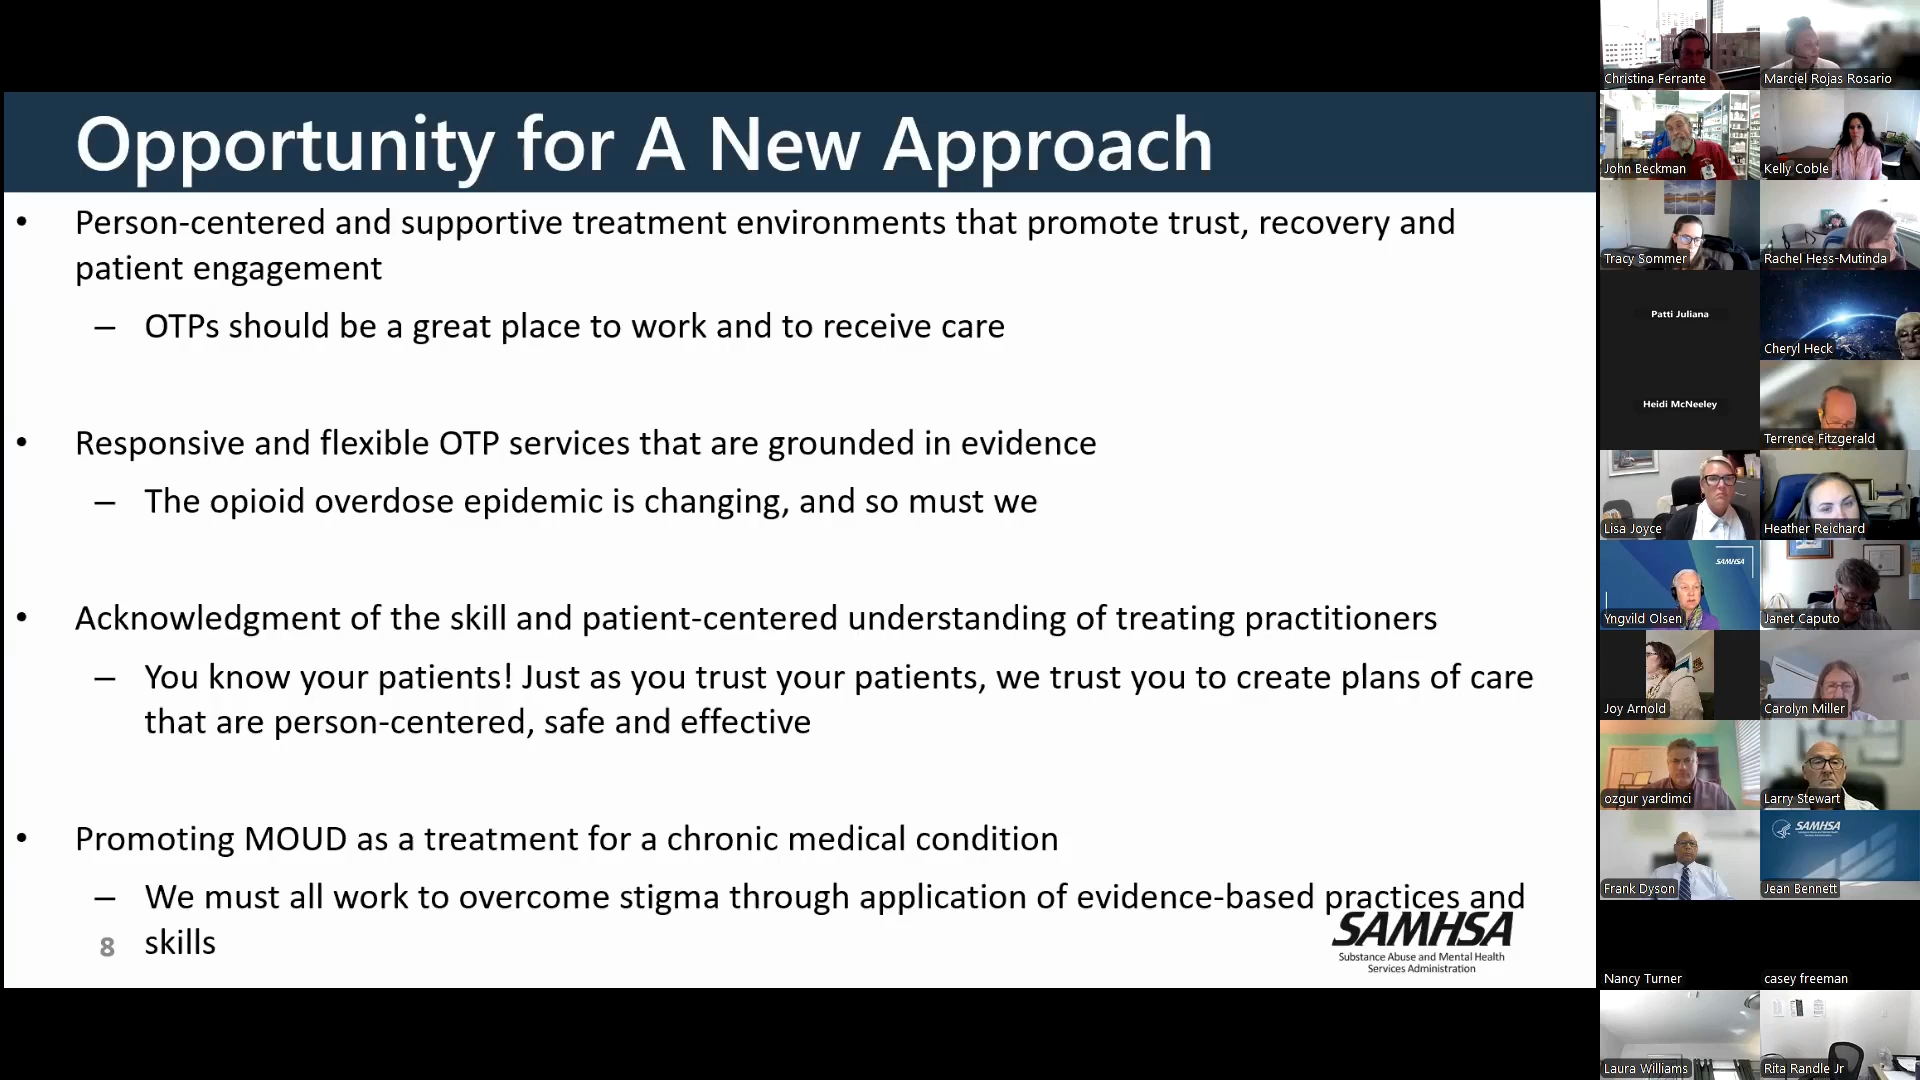 Opportunity for A New Approach
• Person-centered and supportive treatment environments that promote trust, recovery and
patient engagement
– OTPs should be a great place to work and to receive care
• Responsive and flexible OTP services that are grounded in evidence
– The opioid overdose epidemic is changing, and so must we
• Acknowledgment of the skill and patient-centered understanding of treating practitioners
– You know your patients! Just as you trust your patients, we trust you to create plans of care
that are person-centered, safe and effective
• Promoting MOUD as a treatment for a chronic medical condition
– We must all work to overcome stigma through application of evidence-based practices and
skills
8
SAMHSA
Substance Abuse and Mental Health
Services Administration
Christina Ferrante
Marciel Rojas Rosario
John Beckman
Kelly Coble
Tracy Sommer
Rachel Hess-Mutinda
Patti Juliana
Cheryl Heck
Heidi McNeeley
Terrence Fitzgerald
Lisa Joyce
Heather Reichard
SAMHSA
Yngvild Olsen
Janet Caputo
Joy Arnold
Carolyn Miller
ozgur yardimci
Larry Stewart
Frank Dyson
SAMHSA
Jean Bennett
Nancy Turner
casey freeman
Laura Williams
Rita Randle Jr